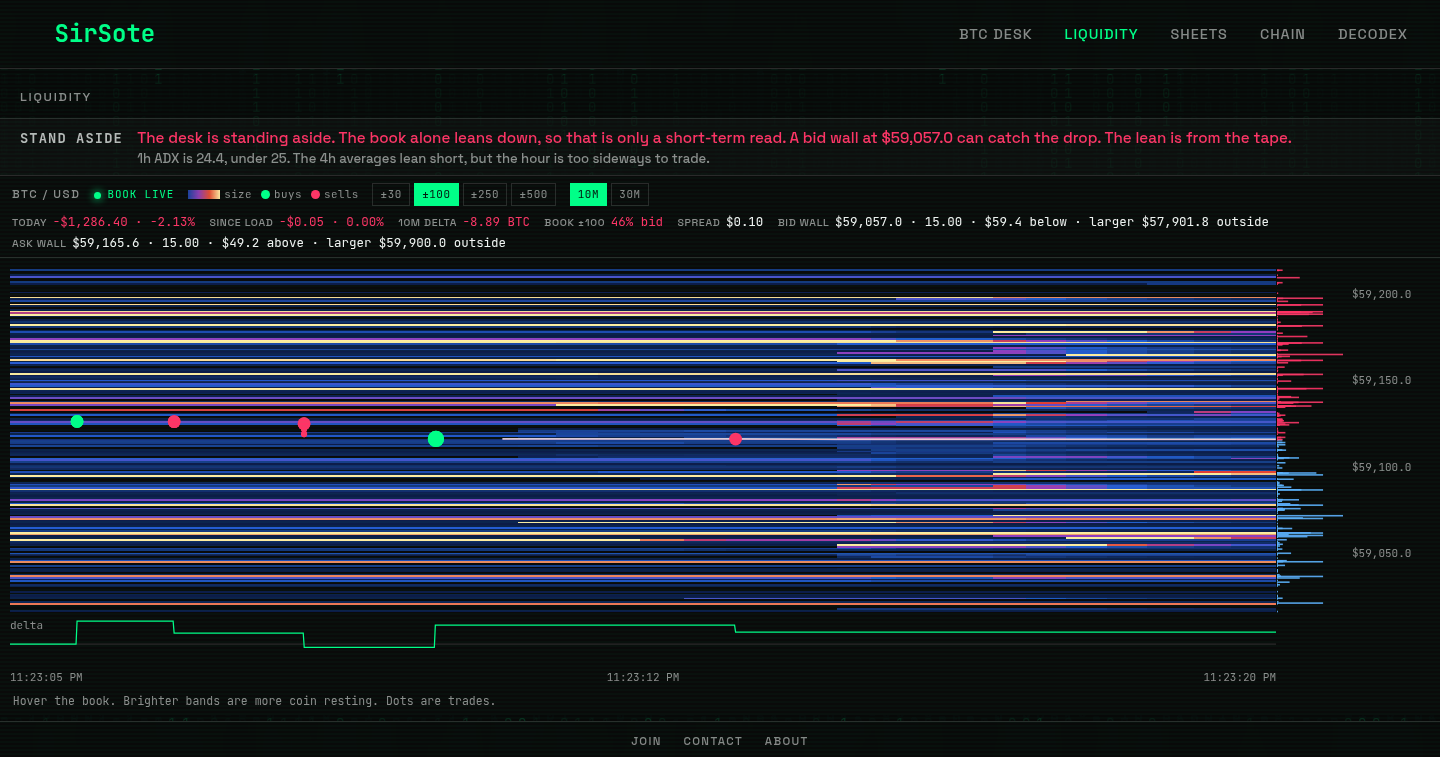 SirSote
BTC DESK LIQUIDITY SHEETS CHAIN DECODEX
LIQUIDITY
STAND ASIDE The desk is standing aside. The book alone leans down, so that is only a short-term read. A bid wall at $59,057.0 can catch the drop. The lean is from the tape.
1h ADX is 24.4, under 25. The 4h averages lean short, but the hour is too sideways to trade.
BTC / USD BOOK LIVE size buys sells ±30 ±100 ±250 ±500 10M 30M
TODAY -$1,286.40 · -2.13% SINCE LOAD -$0.05 · 0.00% 10M DELTA -8.89 BTC BOOK ±100 46% bid SPREAD $0.10 BID WALL $59,057.0 · 15.00 · $59.4 below · larger $57,901.8 outside
ASK WALL $59,165.6 · 15.00 · $49.2 above · larger $59,900.0 outside
$59,200.0
$59,150.0
$59,100.0
$59,050.0
delta
11:23:05 PM 11:23:12 PM 11:23:20 PM
Hover the book. Brighter bands are more coin resting. Dots are trades.
JOIN CONTACT ABOUT